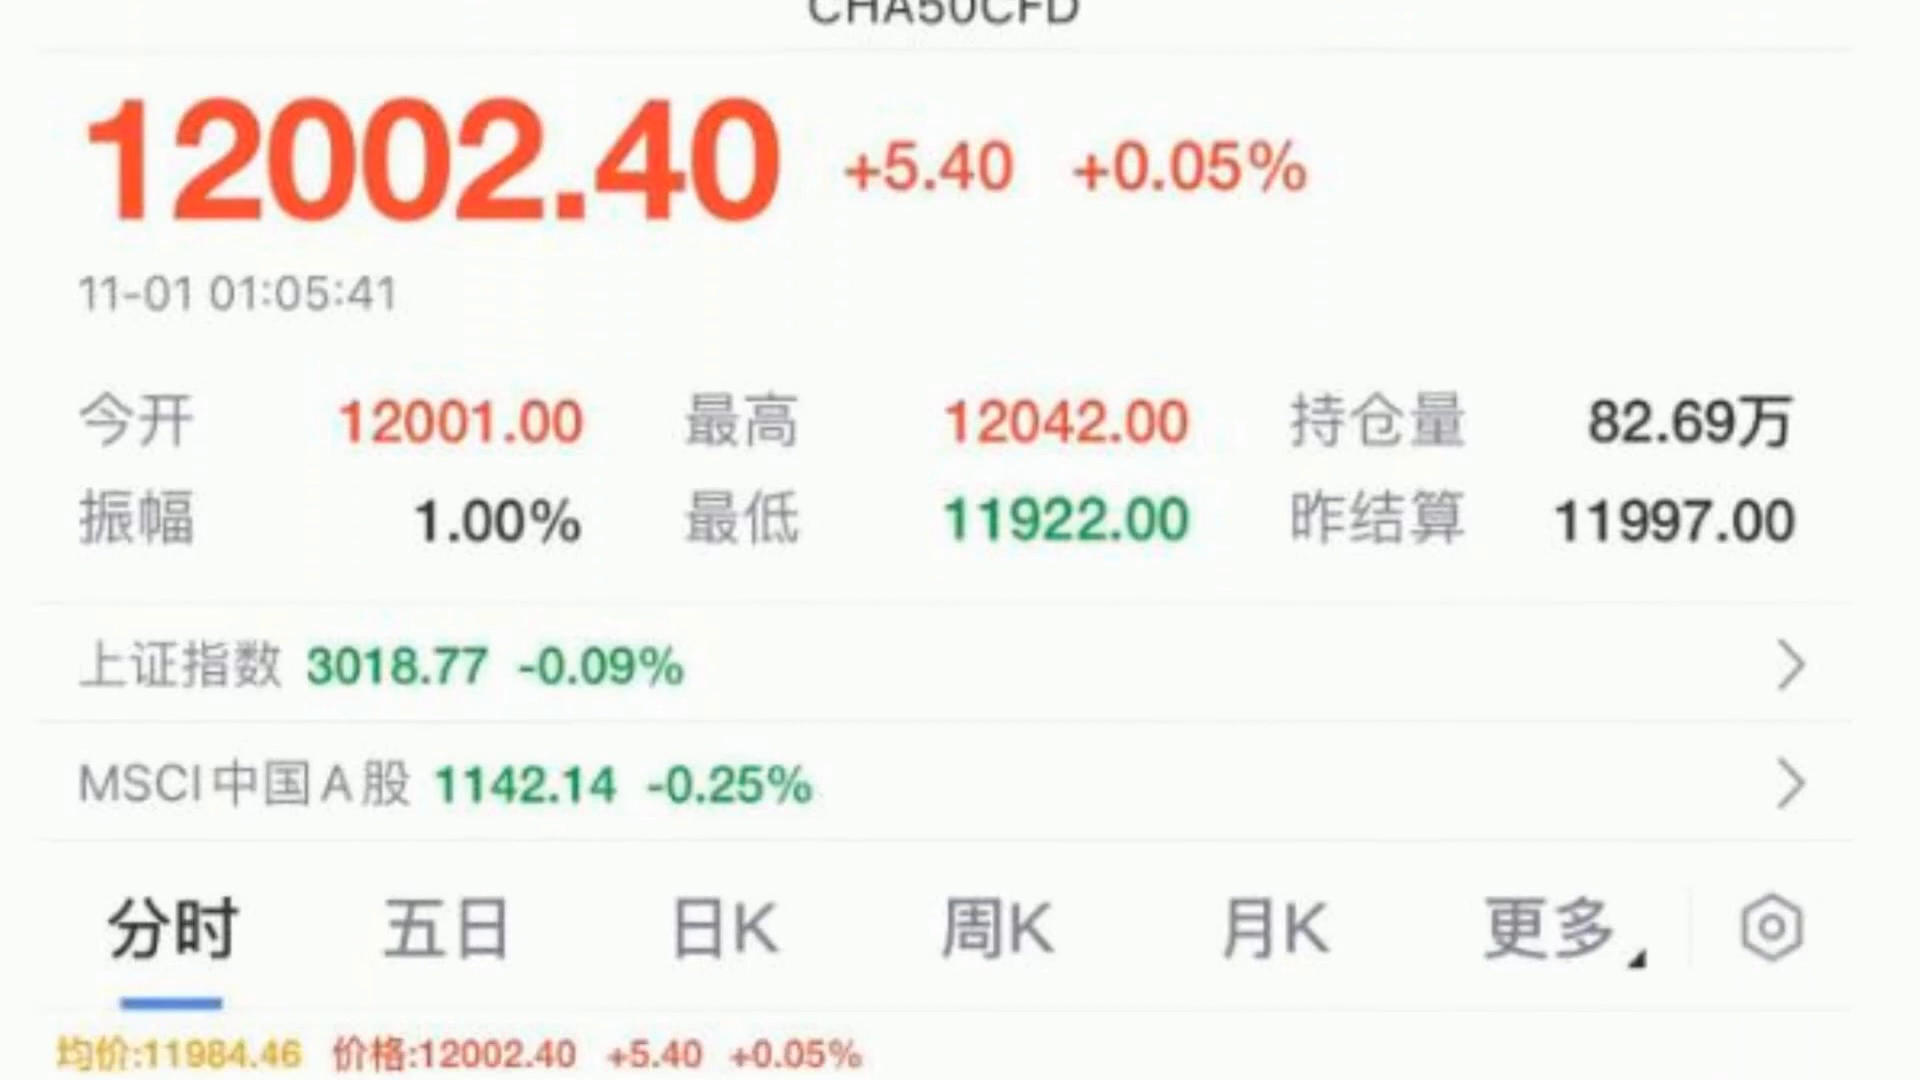 CHA50CFD
12002.40 +5.40 +0.05%
11-01 01:05:41
今开 12001.00 最高 12042.00 持仓量 82.69万
振幅 1.00% 最低 11922.00 昨结算 11997.00
上证指数 3018.77 -0.09%
MSCI中国A股 1142.14 -0.25%
分时 五日 日K 周K 月K 更多
均价:11984.46 价格:12002.40 +5.40 +0.05%